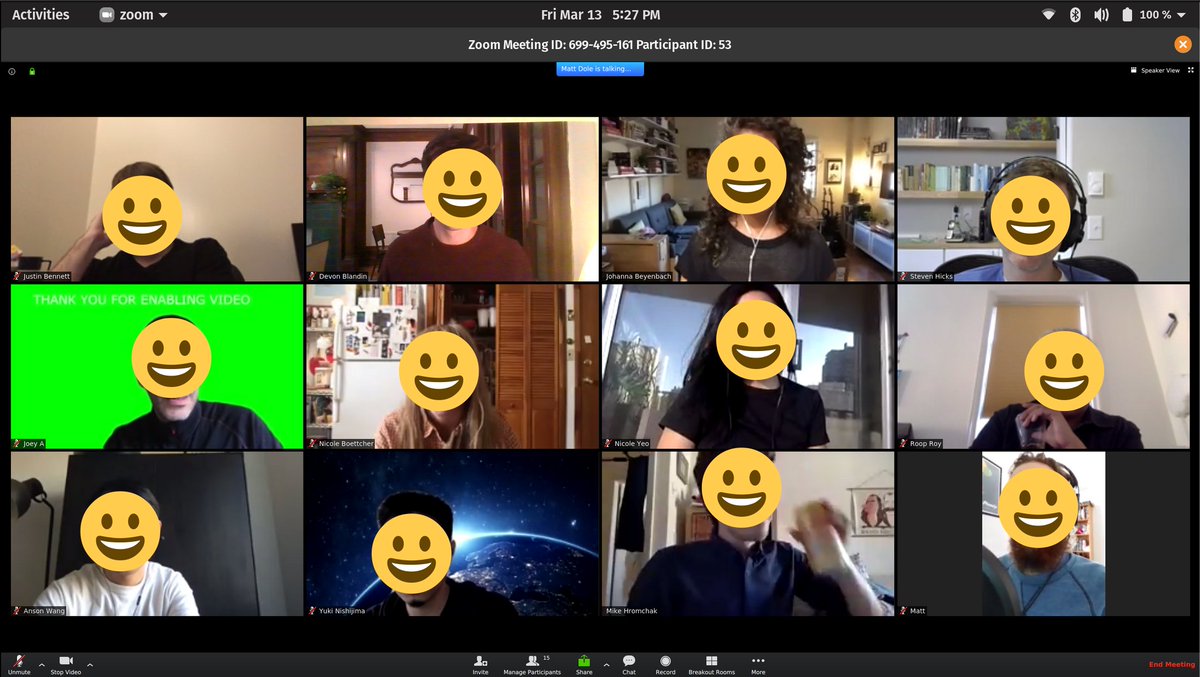 Activities zoom Fri Mar 13 5:27 PM 100 %
Zoom Meeting ID: 699-495-161 Participant ID: 53
Matt Dole is talking... Speaker View
Justin Bennett Devon Blandin Johanna Beyenbach Steven Hicks
THANK YOU FOR ENABLING VIDEO
Joey A Nicole Boettcher Nicole Yeo Roop Roy
Anson Wang Yuki Nishijima Mike Hromchak Matt
15
Unmute Stop Video Invite Manage Participants Share Chat Record Breakout Rooms More End Meeting